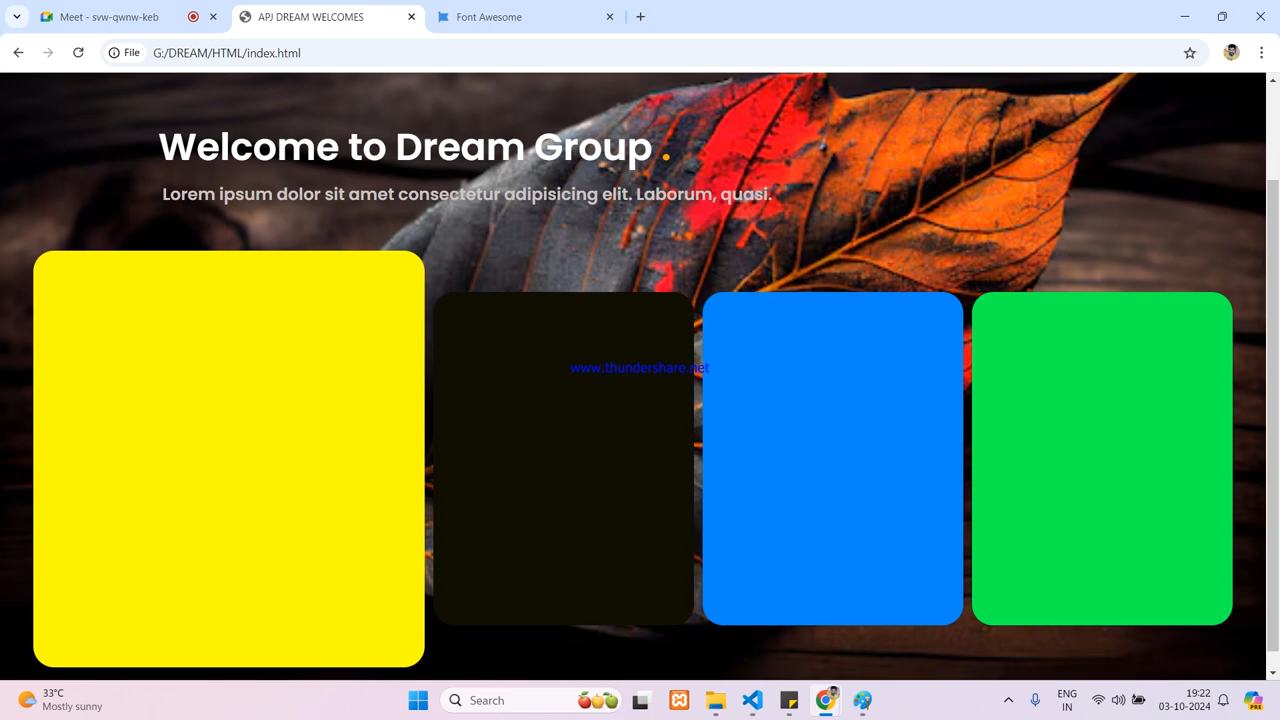 Meet - svw-qwnw-keb
APJ DREAM WELCOMES
Font Awesome
File
G:/DREAM/HTML/index.html
Welcome to Dream Group .
Lorem ipsum dolor sit amet consectetur adipisicing elit. Laborum, quasi.
www.thundershare.net
33°C
Mostly sunny
Search
ENG
IN
19:22
03-10-2024
PRE